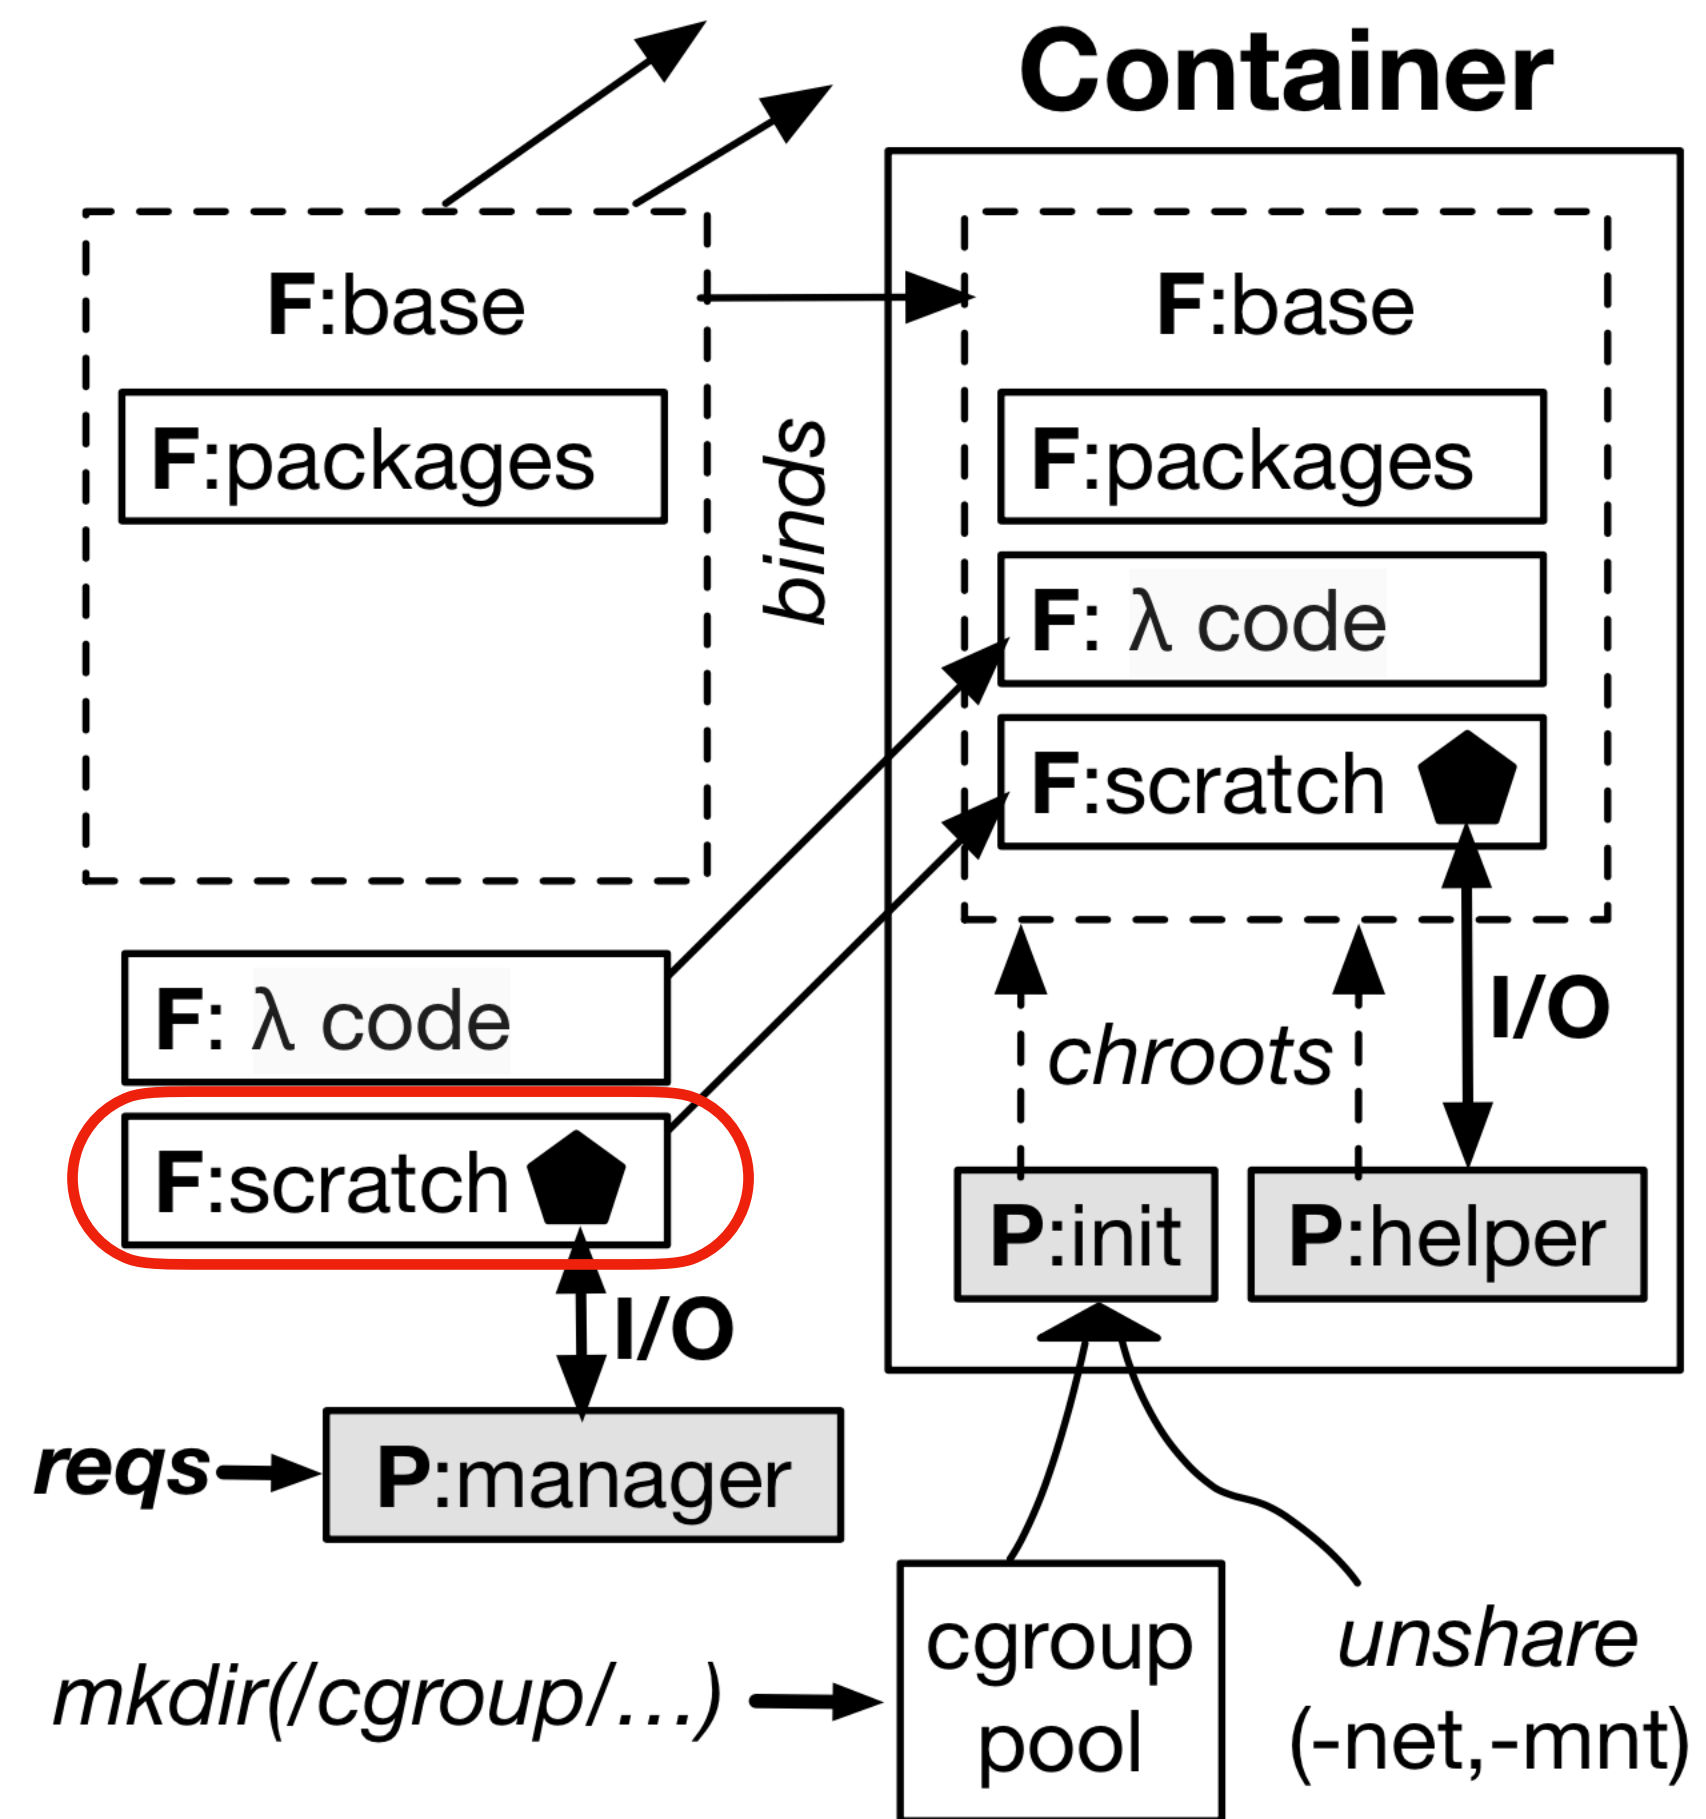 Container
F:base
F:packages
binds
F:base
F:packages
F: λ code
F:scratch
F: λ code
F:scratch
I/O
chroots
I/O
P:init
P:helper
reqs
P:manager
mkdir(/cgroup/...)
cgroup
pool
unshare
(-net,-mnt)